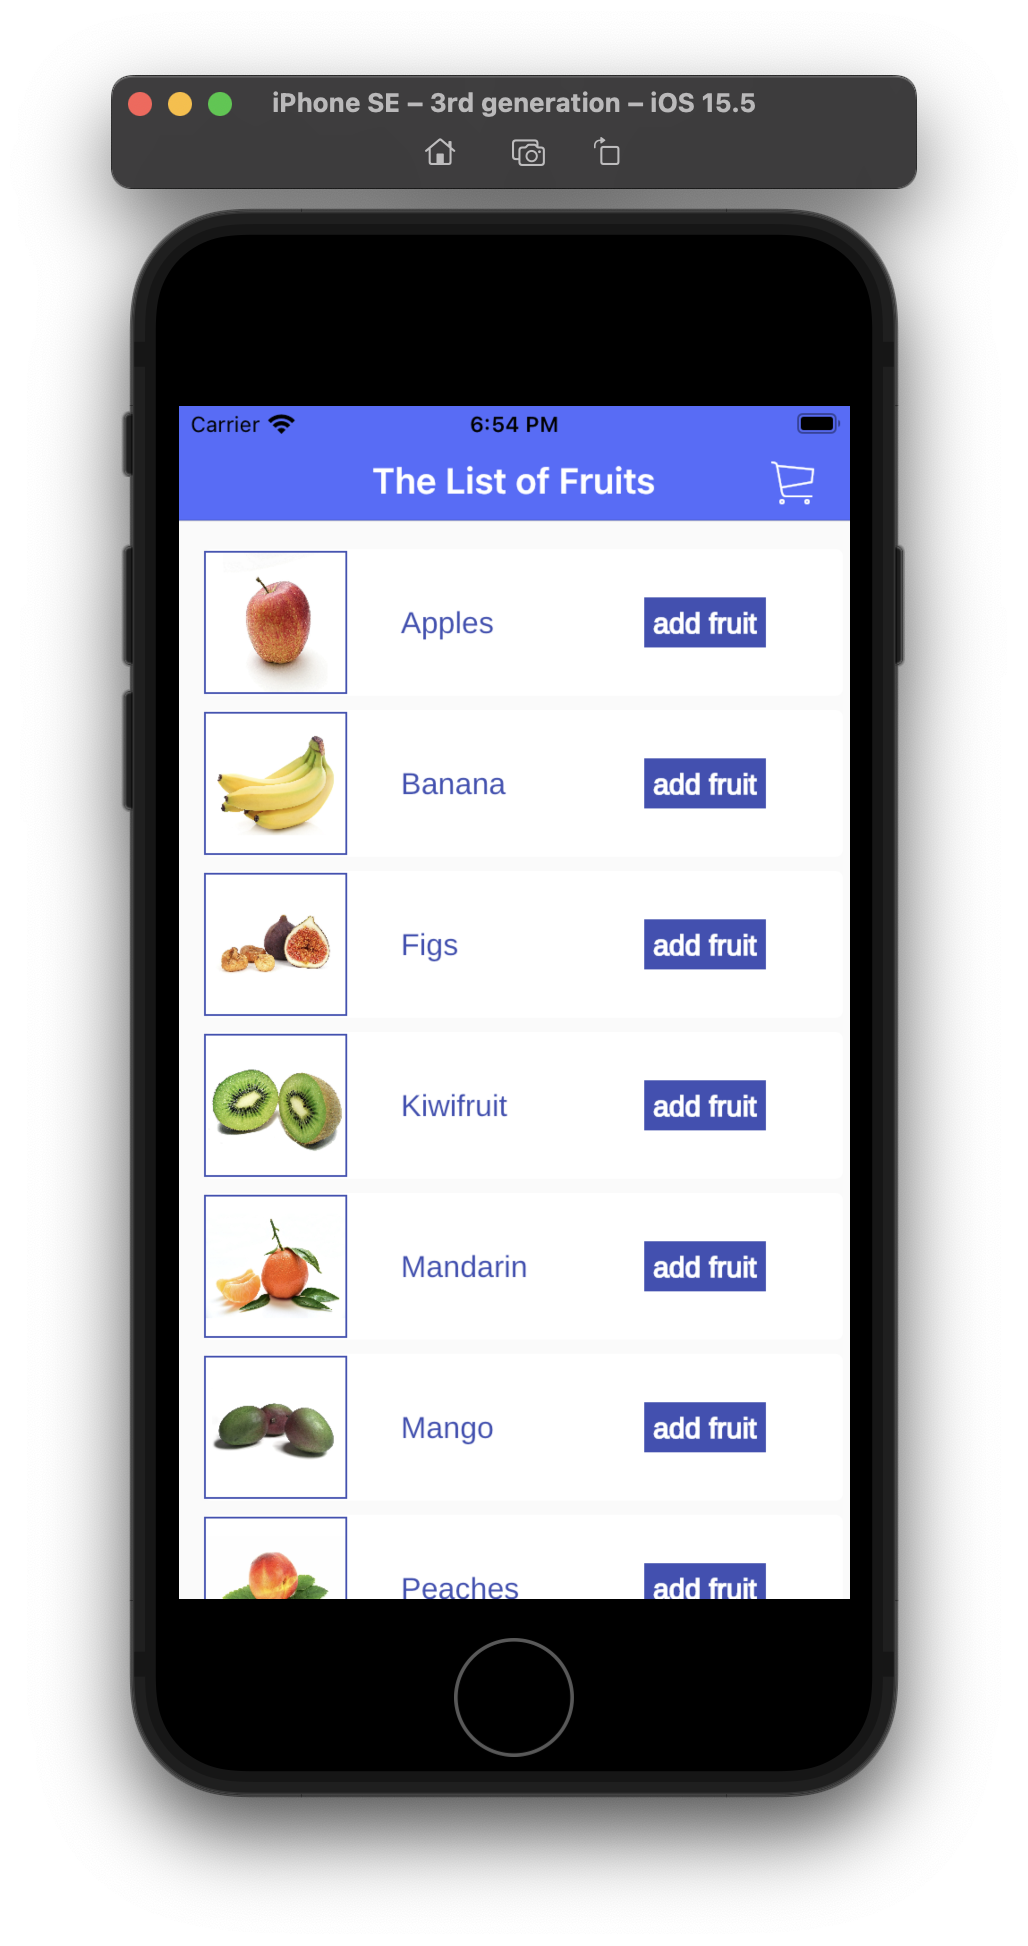 iPhone SE – 3rd generation – iOS 15.5
Carrier 6:54 PM
The List of Fruits
Apples add fruit
Banana add fruit
Figs add fruit
Kiwifruit add fruit
Mandarin add fruit
Mango add fruit
Peaches add fruit